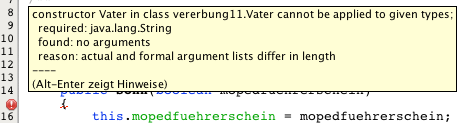 7
8
constructor Vater in class vererbung11.Vater cannot be applied to given types;
9
required: java.lang.String
10
found: no arguments
11
reason: actual and formal argument lists differ in length
12
----
13
(Alt-Enter zeigt Hinweise)
14
{
16
this.mopedfuehrerschein = mopedfuehrerschein;